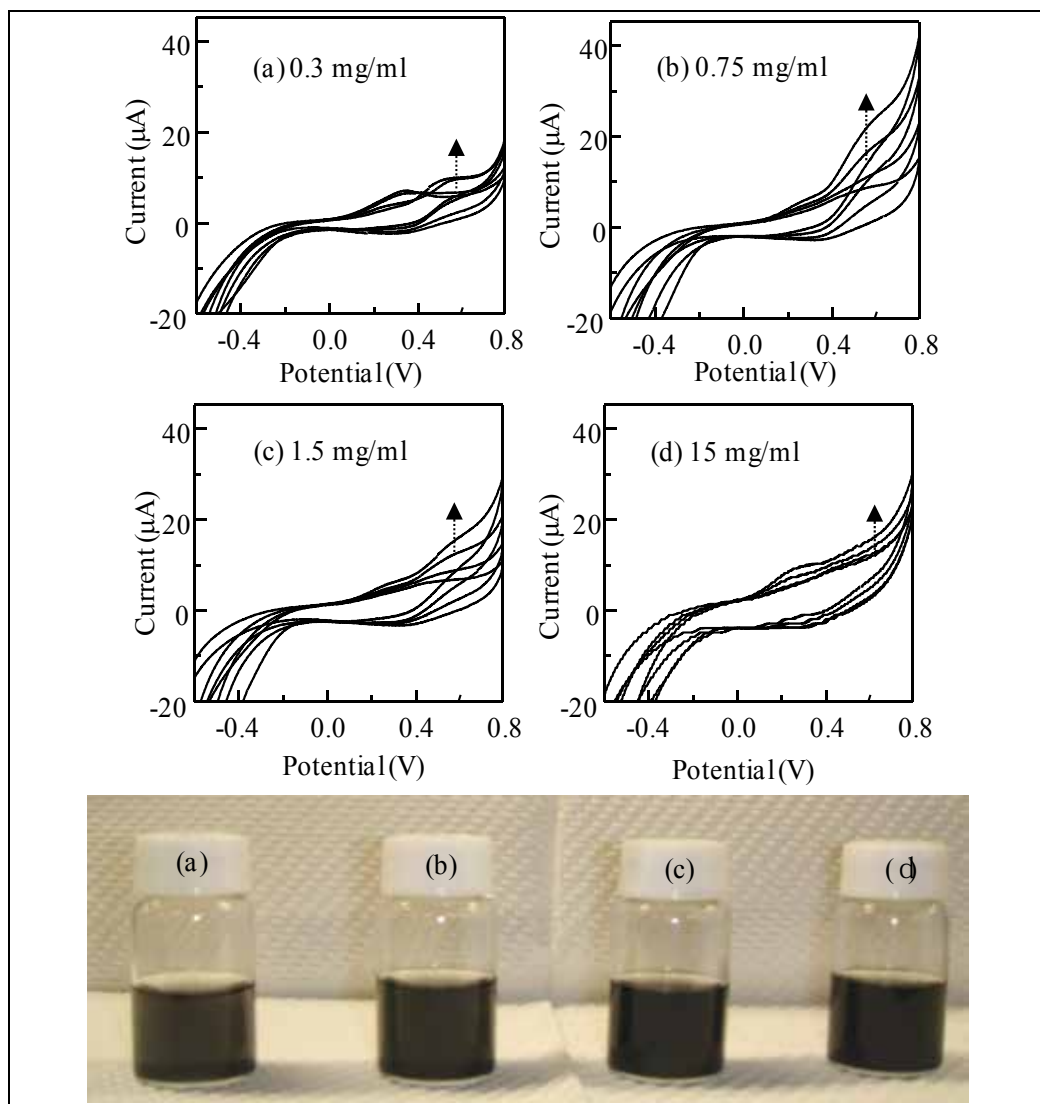 40
20
0
-20
Current (μA)
(a) 0.3 mg/ml
-0.4 0.0 0.4 0.8
Potential (V)
40
20
0
-20
Current (μA)
(b) 0.75 mg/ml
-0.4 0.0 0.4 0.8
Potential (V)
40
20
0
-20
Current (μA)
(c) 1.5 mg/ml
-0.4 0.0 0.4 0.8
Potential (V)
40
20
0
-20
Current (μA)
(d) 15 mg/ml
-0.4 0.0 0.4 0.8
Potential (V)
(a) (b) (c) (d)